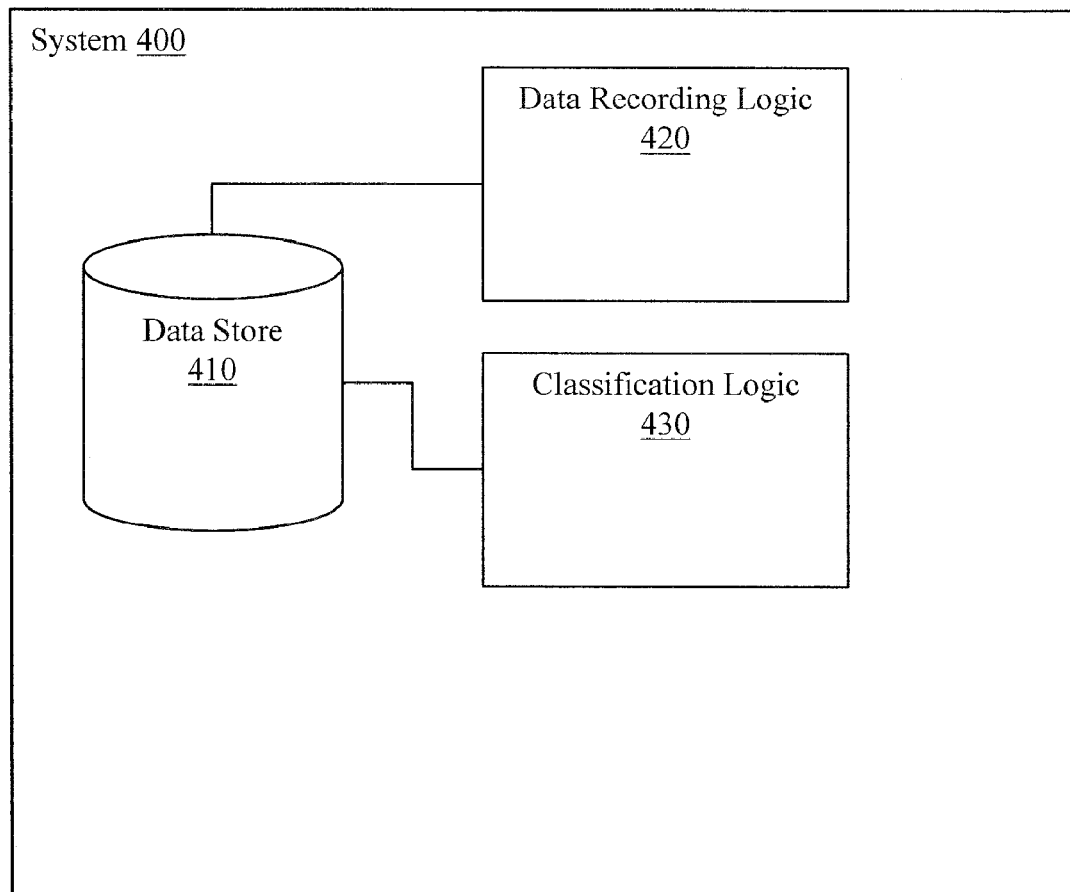 System 400
Data Recording Logic
420
Data Store
410
Classification Logic
430